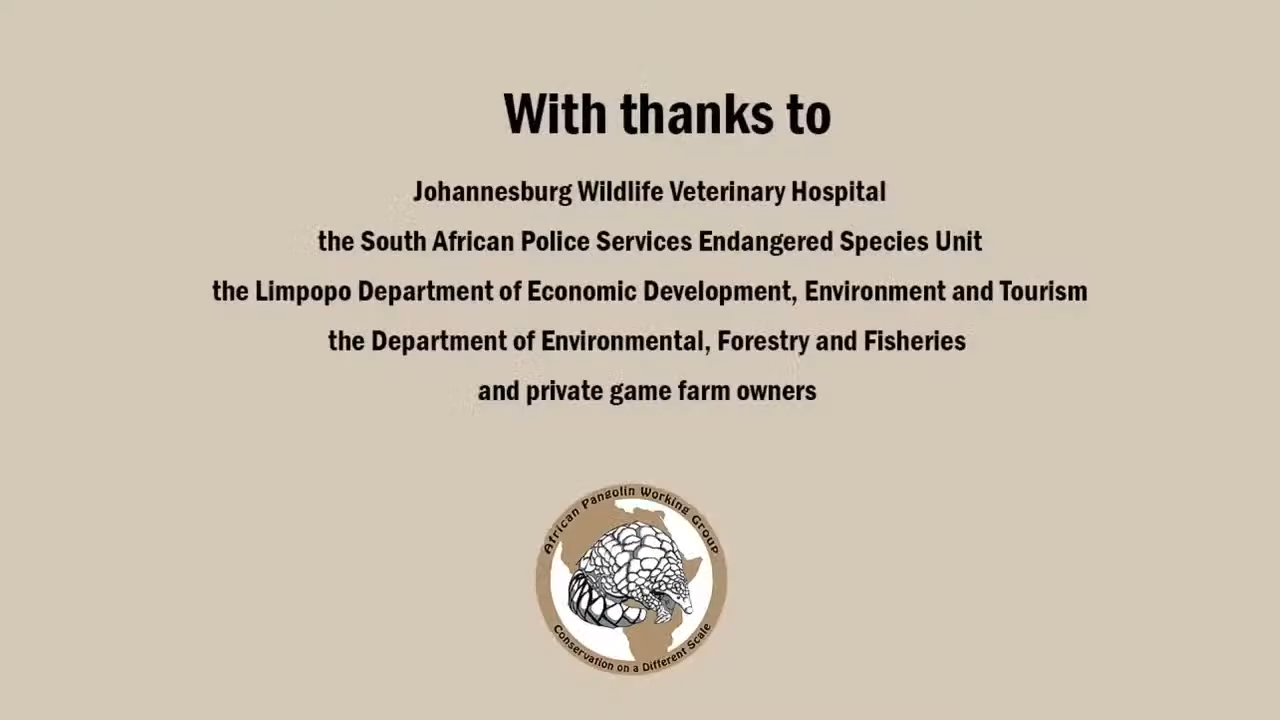 With thanks to
Johannesburg Wildlife Veterinary Hospital
the South African Police Services Endangered Species Unit
the Limpopo Department of Economic Development, Environment and Tourism
the Department of Environmental, Forestry and Fisheries
and private game farm owners
African Pangolin Working Group
Conservation on a Different Scale